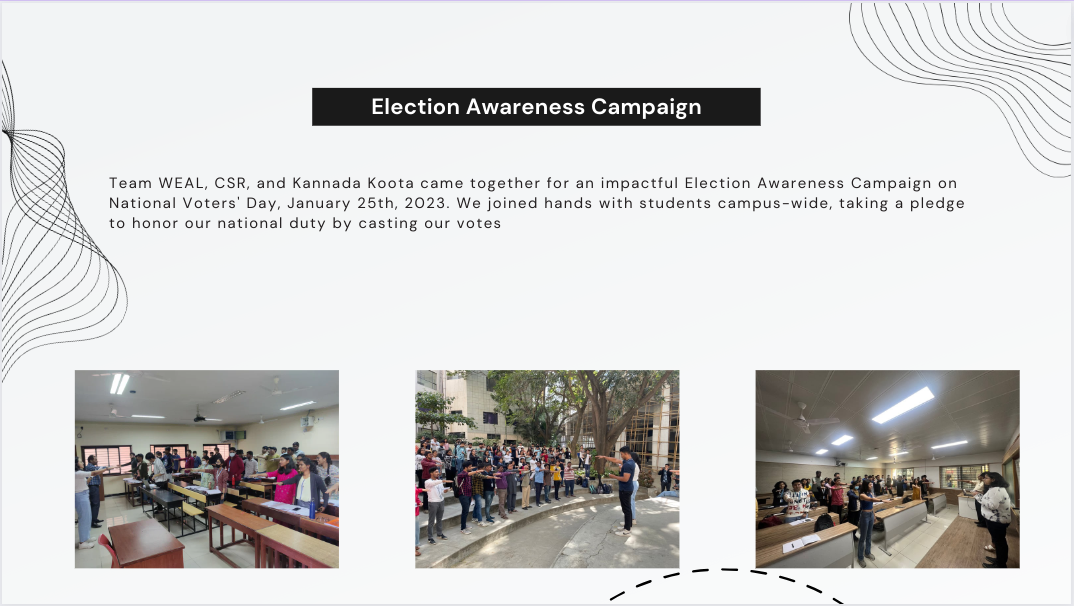 Election Awareness Campaign
Team WEAL, CSR, and Kannada Koota came together for an impactful Election Awareness Campaign on
National Voters' Day, January 25th, 2023. We joined hands with students campus-wide, taking a pledge
to honor our national duty by casting our votes